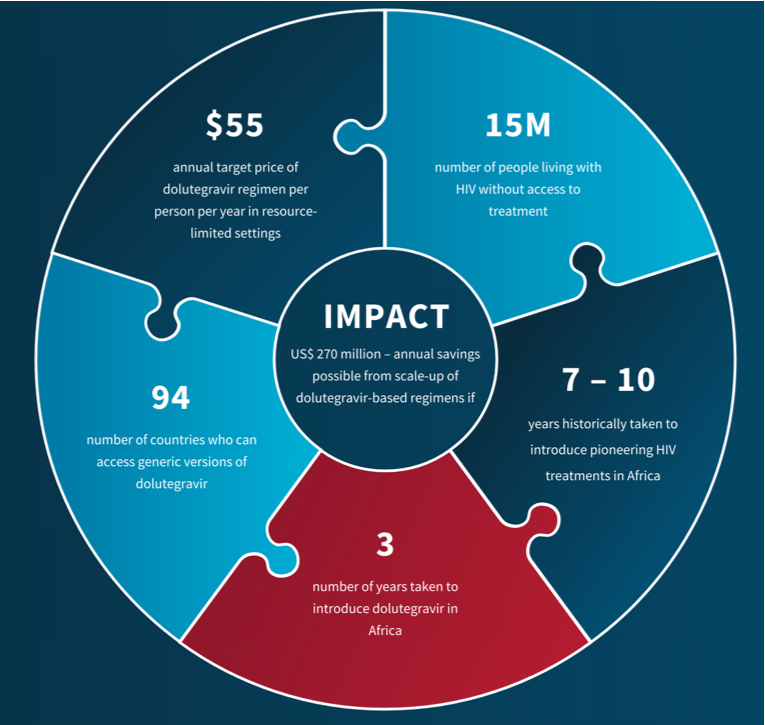 $55
annual target price of
dolutegravir regimen per
person per year in resource-
limited settings
15M
number of people living with
HIV without access to
treatment
IMPACT
US$ 270 million – annual savings
possible from scale-up of
dolutegravir-based regimens if
7 – 10
years historically taken to
introduce pioneering HIV
treatments in Africa
94
number of countries who can
access generic versions of
dolutegravir
3
number of years taken to
introduce dolutegravir in
Africa